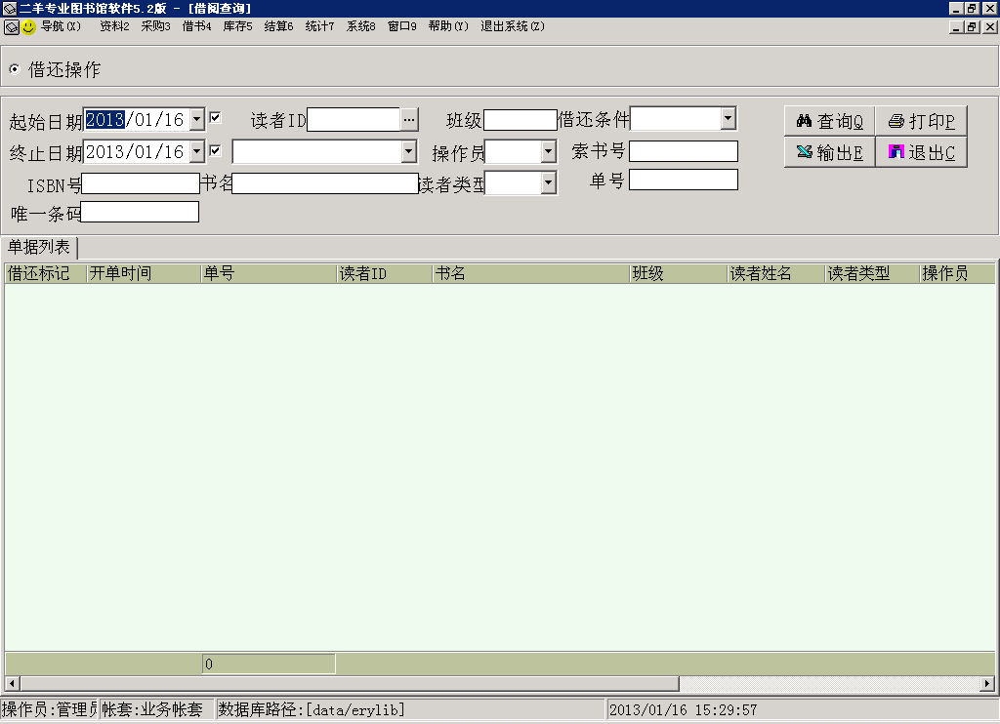 二羊专业图书馆软件5.2版 - [借阅查询]
导航(X) 资料2 采购3 借书4 库存5 结算6 统计7 系统8 窗口9 帮助(Y) 退出系统(Z)
借还操作
起始日期 2013/01/16 读者ID ... 班级 借还条件 查询Q 打印P
终止日期 2013/01/16 操作员 索书号 输出E 退出C
ISBN号 书名 读者类型 单号
唯一条码
单据列表
借还标记 开单时间 单号 读者ID 书名 班级 读者姓名 读者类型 操作员
0
操作员:管理员 帐套:业务帐套 数据库路径:[data/erylib] 2013/01/16 15:29:57